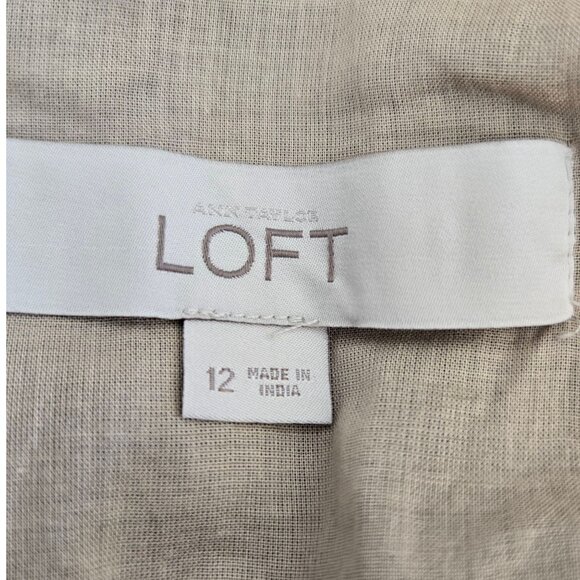 ANN TAYLOR
LOFT
12 MADE IN
INDIA